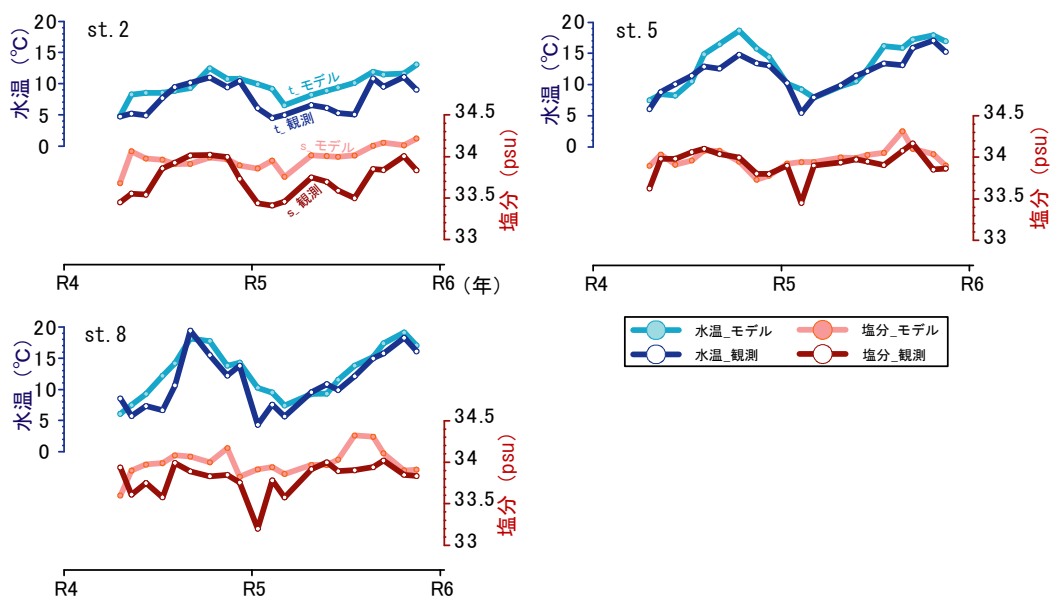 st.2
水温 (℃)
20
15
10
5
0
t_モデル
t_観測
s_モデル
s_観測
34.5
34
33.5
33
塩分 (psu)
R4
R5
R6
(年)
st.5
水温 (℃)
20
15
10
5
0
34.5
34
33.5
33
塩分 (psu)
R4
R5
R6
st.8
水温 (℃)
20
15
10
5
0
34.5
34
33.5
33
塩分 (psu)
R4
R5
R6
水温_モデル
塩分_モデル
水温_観測
塩分_観測